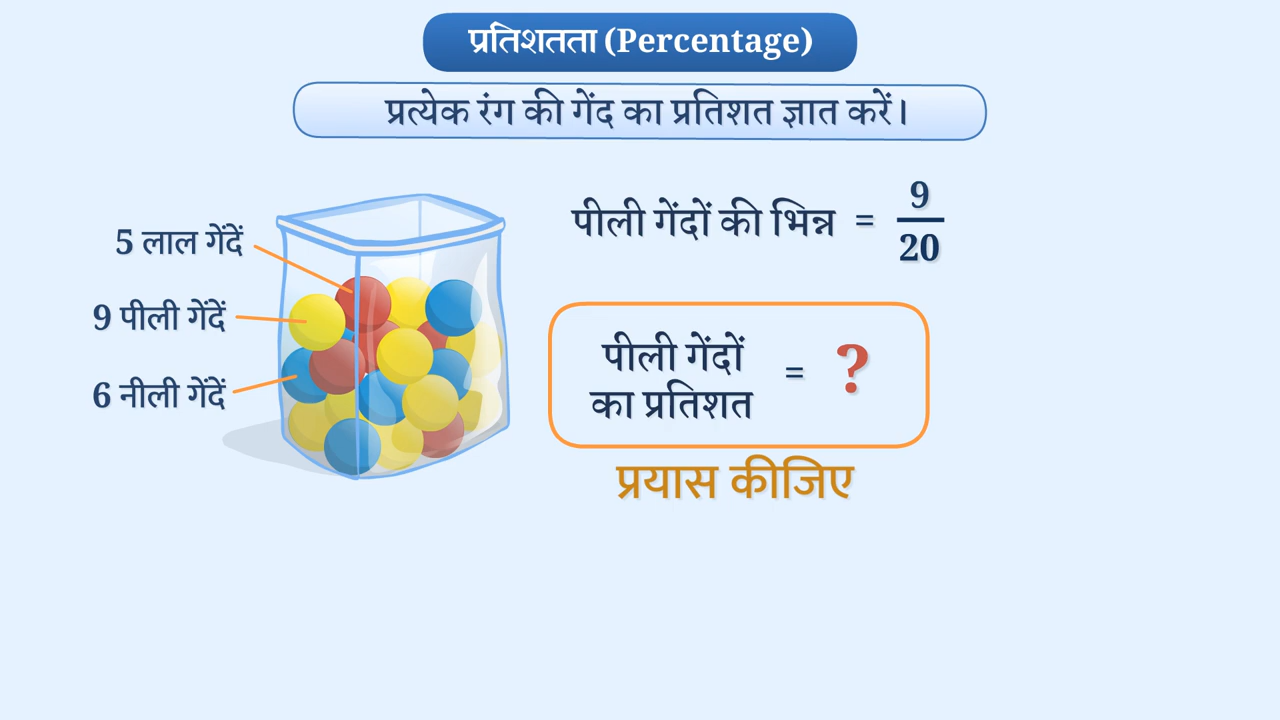 प्रतिशतता (Percentage)
प्रत्येक रंग की गेंद का प्रतिशत ज्ञात करें।
5 लाल गेंदें
9 पीली गेंदें
6 नीली गेंदें
पीली गेंदों की भिन्न = 9/20
पीली गेंदों
का प्रतिशत = ?
प्रयास कीजिए